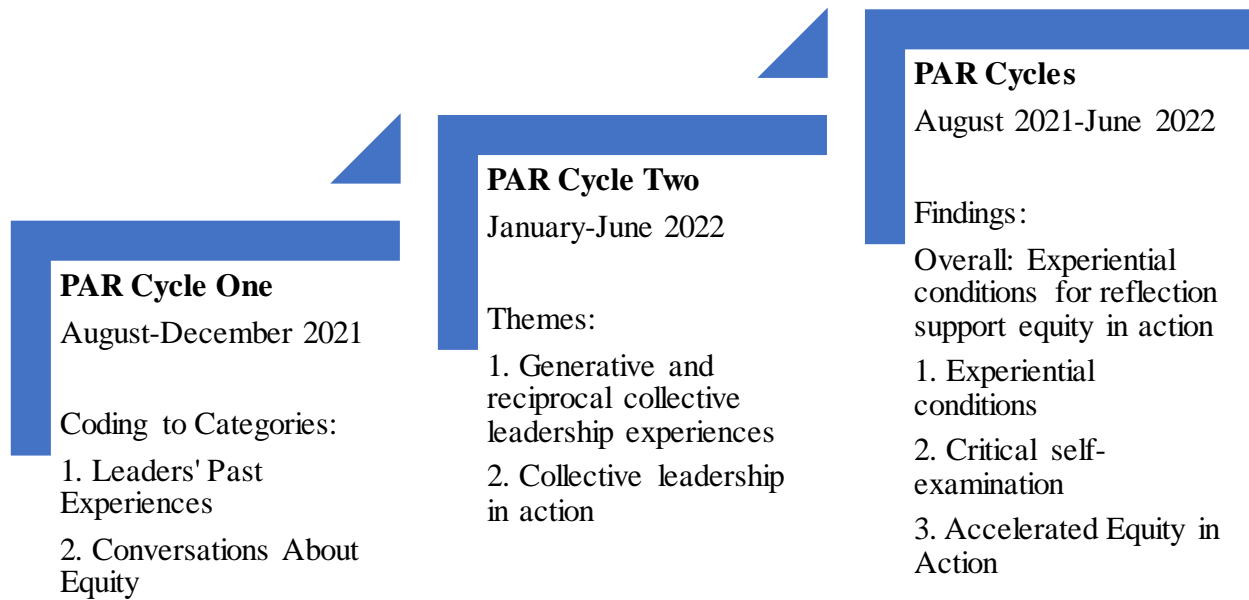 PAR Cycle One
August-December 2021
Coding to Categories:
1. Leaders' Past
Experiences
2. Conversations About
Equity
PAR Cycle Two
January-June 2022
Themes:
1. Generative and
reciprocal collective
leadership experiences
2. Collective leadership
in action
PAR Cycles
August 2021-June 2022
Findings:
Overall: Experiential
conditions for reflection
support equity in action
1. Experiential
conditions
2. Critical self-
examination
3. Accelerated Equity in
Action